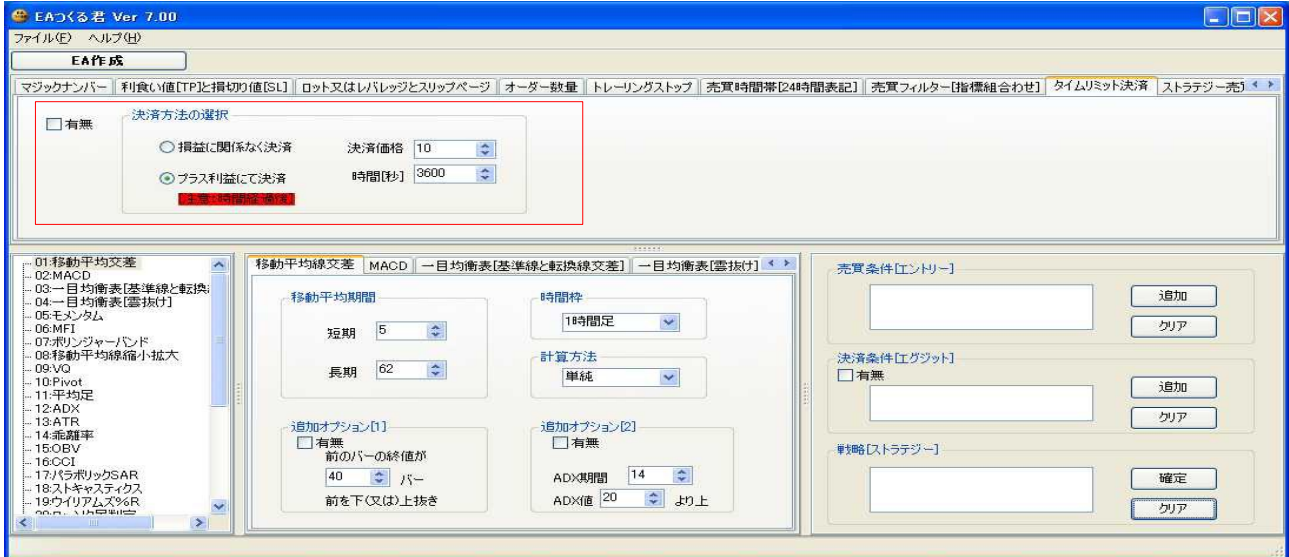 EAつくる君 Ver 7.00
ファイル(F) ヘルプ(H)
EA作成
マジックナンバー 利食い値[TP]と損切り値[SL] ロット又はレバレッジとスリップページ オーダー数量 トレーリングストップ 売買時間帯[24時間表記] 売買フィルター[指標組合わせ] タイムリミット決済 ストラテジー売
決済方法の選択
有無
損益に関係なく決済 決済価格 10
プラス利益にて決済 時間[秒] 3600
[注意:時間経過後]
01:移動平均交差
02:MACD
03:一目均衡表[基準線と転換
04:一目均衡表[雲抜け]
05:モメンタム
06:MFI
07:ボリンジャーバンド
08:移動平均線縮小拡大
09:VQ
10:Pivot
11:平均足
12:ADX
13:ATR
14:乖離率
15:OBV
16:CCI
17:パラボリックSAR
18:ストキャスティクス
19:ウイリアムズ%R
移動平均線交差 MACD 一目均衡表[基準線と転換線交差] 一目均衡表[雲抜け]
移動平均期間
短期 5
長期 62
時間枠
1時間足
計算方法
単純
追加オプション[1]
有無
前のバーの終値が
40 バー
前を下(又は)上抜き
追加オプション[2]
有無
ADX期間 14
ADX値 20 より上
売買条件[エントリー]
追加
クリア
決済条件[エグジット]
有無
追加
クリア
戦略[ストラテジー]
確定
クリア